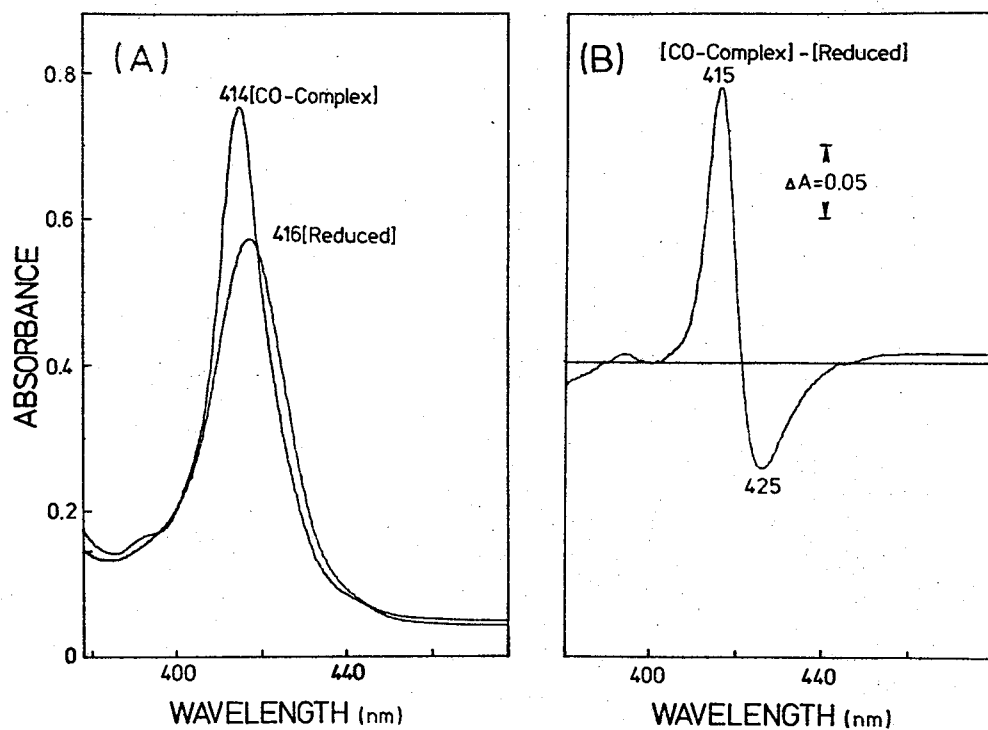 (A)
414[CO-Complex]
416[Reduced]
0.8
0.6
0.4
0.2
0
ABSORBANCE
400
440
WAVELENGTH (nm)
(B)
[CO-Complex] - [Reduced]
415
ΔA=0.05
425
400
440
WAVELENGTH (nm)